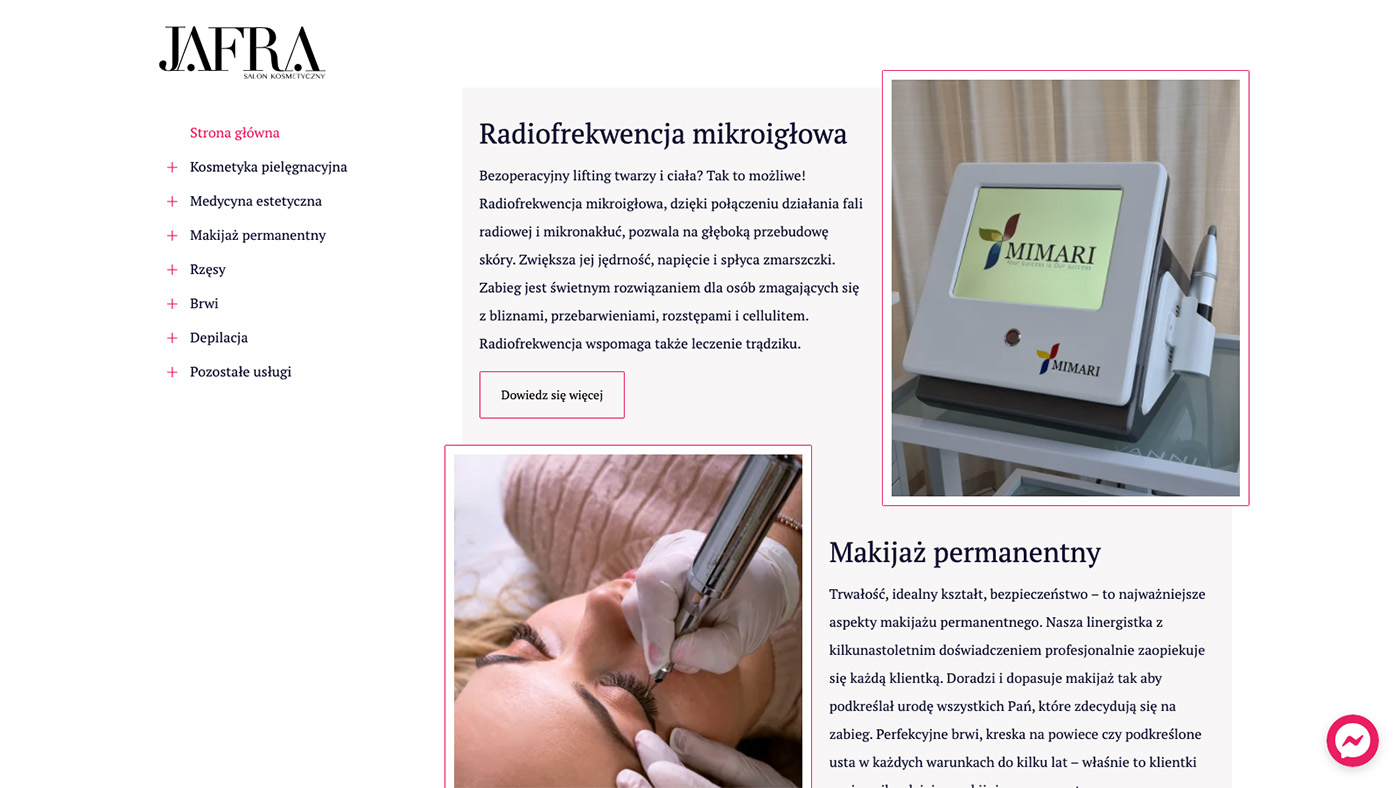 JAFRA
SALON KOSMETYCZNY
Strona główna
Kosmetyka pielęgnacyjna
Medycyna estetyczna
Makijaż permanentny
Rzęsy
Brwi
Depilacja
Pozostałe usługi
Radiofrekwencja mikroigłowa
Bezoperacyjny lifting twarzy i ciała? Tak to możliwe!
Radiofrekwencja mikroigłowa, dzięki połączeniu działania fali
radiowej i mikronakłuć, pozwala na głęboką przebudowę
skóry. Zwiększa jej jędrność, napięcie i spłyca zmarszczki.
Zabieg jest świetnym rozwiązaniem dla osób zmagających się
z bliznami, przebarwieniami, rozstępami i cellulitem.
Radiofrekwencja wspomaga także leczenie trądziku.
Dowiedz się więcej
MIMARI
Your success is Our success
MIMARI
Makijaż permanentny
Trwałość, idealny kształt, bezpieczeństwo – to najważniejsze
aspekty makijażu permanentnego. Nasza linergistka z
kilkunastoletnim doświadczeniem profesjonalnie zaopiekuje
się każdą klientką. Doradzi i dopasuje makijaż tak aby
podkreślał urodę wszystkich Pań, które zdecydują się na
zabieg. Perfekcyjne brwi, kreska na powiece czy podkreślone
usta w każdych warunkach do kilku lat – właśnie to klientki